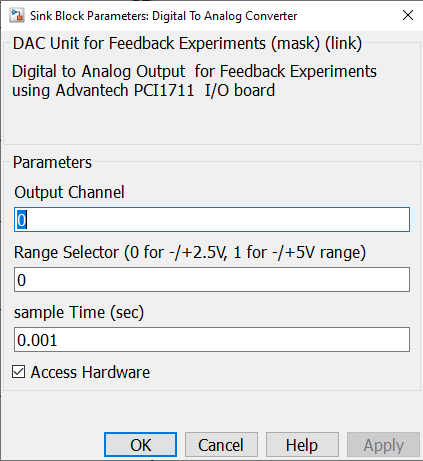 Sink Block Parameters: Digital To Analog Converter
DAC Unit for Feedback Experiments (mask) (link)
Digital to Analog Output  for Feedback Experiments
using Advantech PCI1711  I/O board
Parameters
Output Channel
0
Range Selector (0 for -/+2.5V, 1 for -/+5V range)
0
sample Time (sec)
0.001
Access Hardware
OK Cancel Help Apply